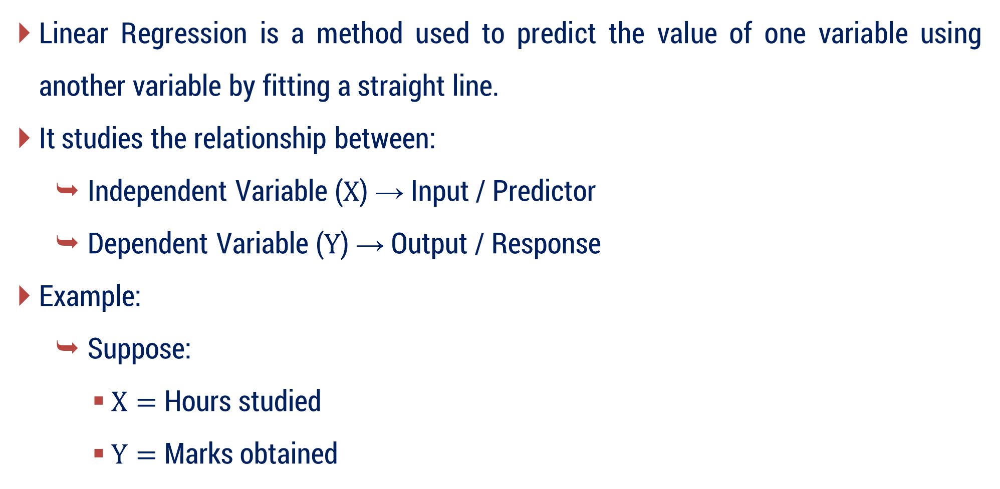 Linear Regression is a method used to predict the value of one variable using
another variable by fitting a straight line.
It studies the relationship between:
Independent Variable (X) → Input / Predictor
Dependent Variable (Y) → Output / Response
Example:
Suppose:
X = Hours studied
Y = Marks obtained